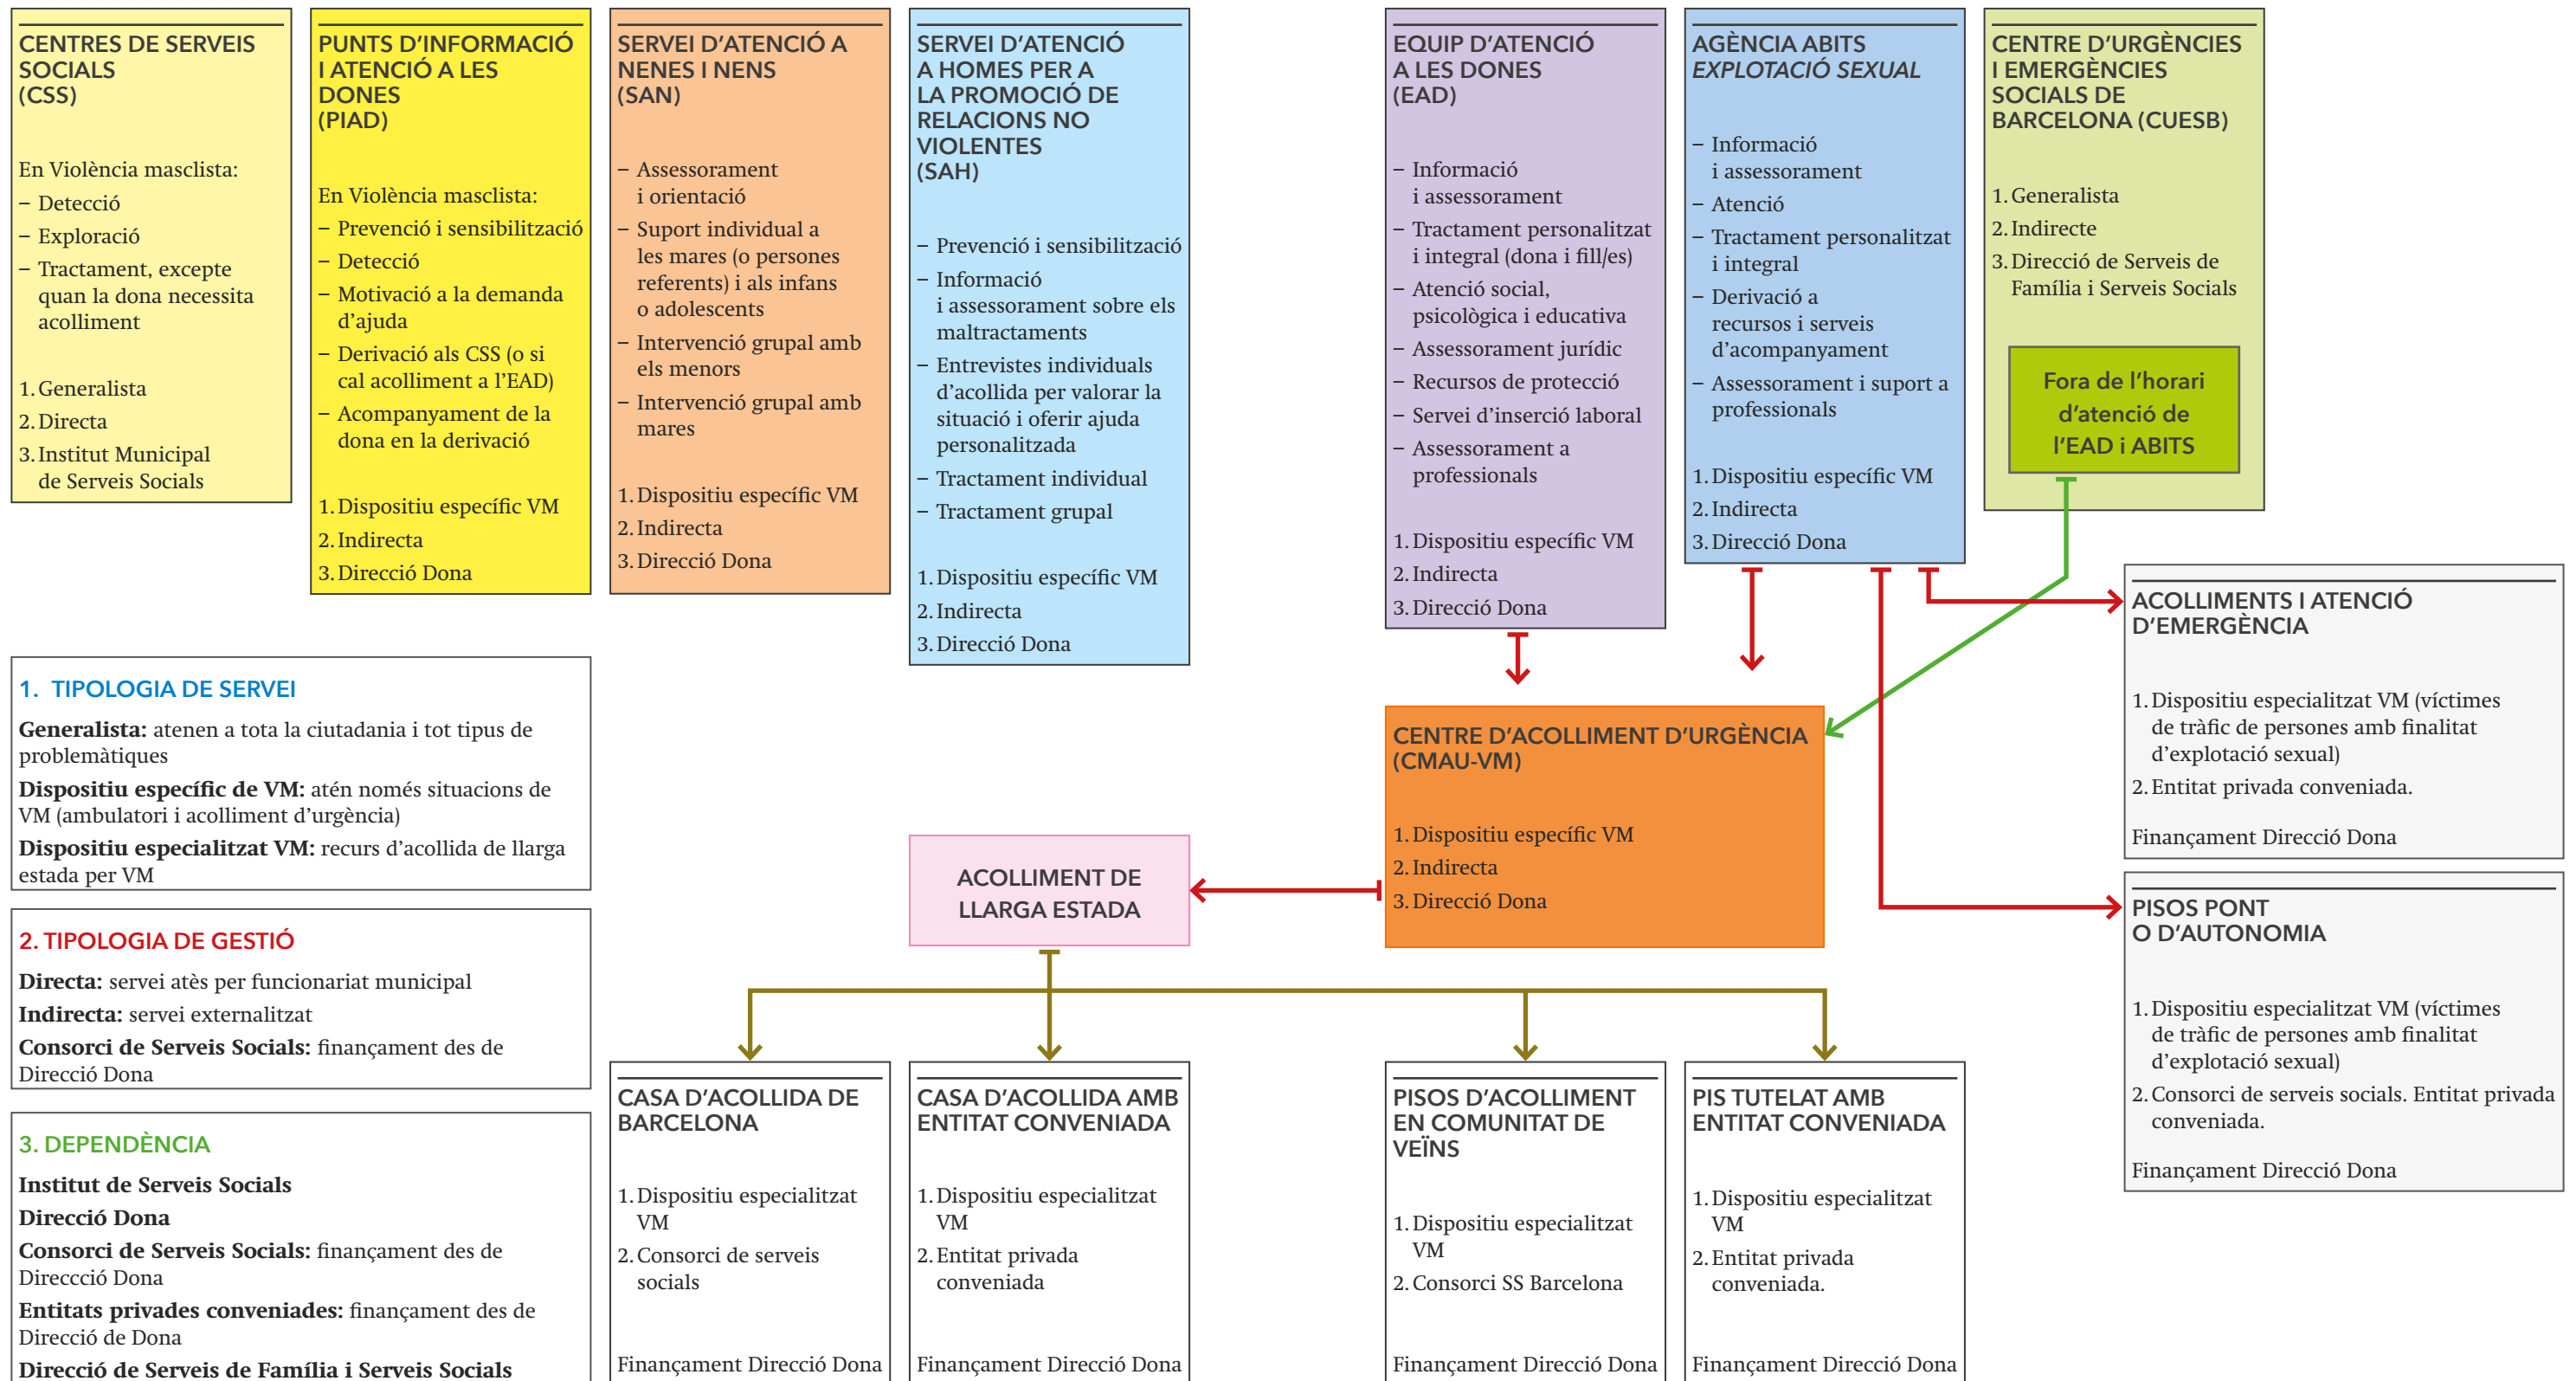 CENTRES DE SERVEIS
SOCIALS
(CSS)
En Violència masclista:
– Detecció
– Exploració
– Tractament, excepte
quan la dona necessita
acolliment
1. Generalista
2. Directa
3. Institut Municipal
de Serveis Socials
PUNTS D'INFORMACIÓ
I ATENCIÓ A LES
DONES
(PIAD)
En Violència masclista:
– Prevenció i sensibilització
– Detecció
– Motivació a la demanda
d'ajuda
– Derivació als CSS (o si
cal acolliment a l'EAD)
– Acompanyament de la
dona en la derivació
1. Dispositiu específic VM
2. Indirecta
3. Direcció Dona
SERVEI D'ATENCIÓ A
NENES I NENS
(SAN)
– Assessorament
i orientació
– Suport individual a
les mares (o persones
referents) i als infans
o adolescents
– Intervenció grupal amb
els menors
– Intervenció grupal amb
mares
1. Dispositiu específic VM
2. Indirecta
3. Direcció Dona
SERVEI D'ATENCIÓ
A HOMES PER A
LA PROMOCIÓ DE
RELACIONS NO
VIOLENTES
(SAH)
– Prevenció i sensibilització
– Informació
i assessorament sobre els
maltractaments
– Entrevistes individuals
d'acollida per valorar la
situació i oferir ajuda
personalitzada
– Tractament individual
– Tractament grupal
1. Dispositiu específic VM
2. Indirecta
3. Direcció Dona
EQUIP D'ATENCIÓ
A LES DONES
(EAD)
– Informació
i assessorament
– Tractament personalitzat
i integral (dona i fill/es)
– Atenció social,
psicològica i educativa
– Assessorament jurídic
– Recursos de protecció
– Servei d'inserció laboral
– Assessorament a
professionals
1. Dispositiu específic VM
2. Indirecta
3. Direcció Dona
AGÈNCIA ABITS
EXPLOTACIÓ SEXUAL
– Informació
i assessorament
– Atenció
– Tractament personalitzat
i integral
– Derivació a
recursos i serveis
d'acompanyament
– Assessorament i suport a
professionals
1. Dispositiu específic VM
2. Indirecta
3. Direcció Dona
CENTRE D'URGÈNCIES
I EMERGÈNCIES
SOCIALS DE
BARCELONA (CUESB)
1. Generalista
2. Indirecte
3. Direcció de Serveis de
Família i Serveis Socials
Fora de l'horari
d'atenció de
l'EAD i ABITS
1. TIPOLOGIA DE SERVEI
Generalista: atenen a tota la ciutadania i tot tipus de
problemàtiques
Dispositiu específic de VM: atén només situacions de
VM (ambulatori i acolliment d'urgència)
Dispositiu especialitzat VM: recurs d'acollida de llarga
estada per VM
2. TIPOLOGIA DE GESTIÓ
Directa: servei atès per funcionariat municipal
Indirecta: servei externalitzat
Consorci de Serveis Socials: finançament des de
Direcció Dona
3. DEPENDÈNCIA
Institut de Serveis Socials
Direcció Dona
Consorci de Serveis Socials: finançament des de
Direccció Dona
Entitats privades conveniades: finançament des de
Direcció de Dona
Direcció de Serveis de Família i Serveis Socials
CENTRE D'ACOLLIMENT D'URGÈNCIA
(CMAU-VM)
1. Dispositiu específic VM
2. Indirecta
3. Direcció Dona
ACOLLIMENT DE
LLARGA ESTADA
ACOLLIMENTS I ATENCIÓ
D'EMERGÈNCIA
1. Dispositiu especialitzat VM (víctimes
de tràfic de persones amb finalitat
d'explotació sexual)
2. Entitat privada conveniada.
Finançament Direcció Dona
PISOS PONT
O D'AUTONOMIA
1. Dispositiu especialitzat VM (víctimes
de tràfic de persones amb finalitat
d'explotació sexual)
2. Consorci de serveis socials. Entitat privada
conveniada.
Finançament Direcció Dona
CASA D'ACOLLIDA DE
BARCELONA
1. Dispositiu especialitzat
VM
2. Consorci de serveis
socials
Finançament Direcció Dona
CASA D'ACOLLIDA AMB
ENTITAT CONVENIADA
1. Dispositiu especialitzat
VM
2. Entitat privada
conveniada
Finançament Direcció Dona
PISOS D'ACOLLIMENT
EN COMUNITAT DE
VEÏNS
1. Dispositiu especialitzat
VM
2. Consorci SS Barcelona
Finançament Direcció Dona
PIS TUTELAT AMB
ENTITAT CONVENIADA
1. Dispositiu especialitzat
VM
2. Entitat privada
conveniada.
Finançament Direcció Dona